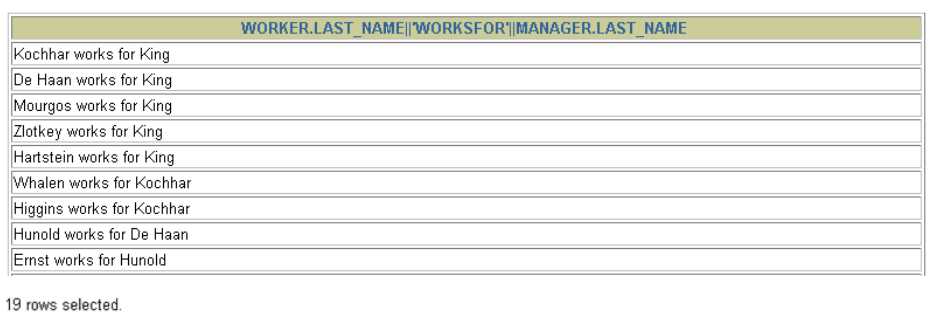 WORKER.LAST_NAME||'WORKSFOR'||MANAGER.LAST_NAME
Kochhar works for King
De Haan works for King
Mourgos works for King
Zlotkey works for King
Hartstein works for King
Whalen works for Kochhar
Higgins works for Kochhar
Hunold works for De Haan
Ernst works for Hunold
19 rows selected.